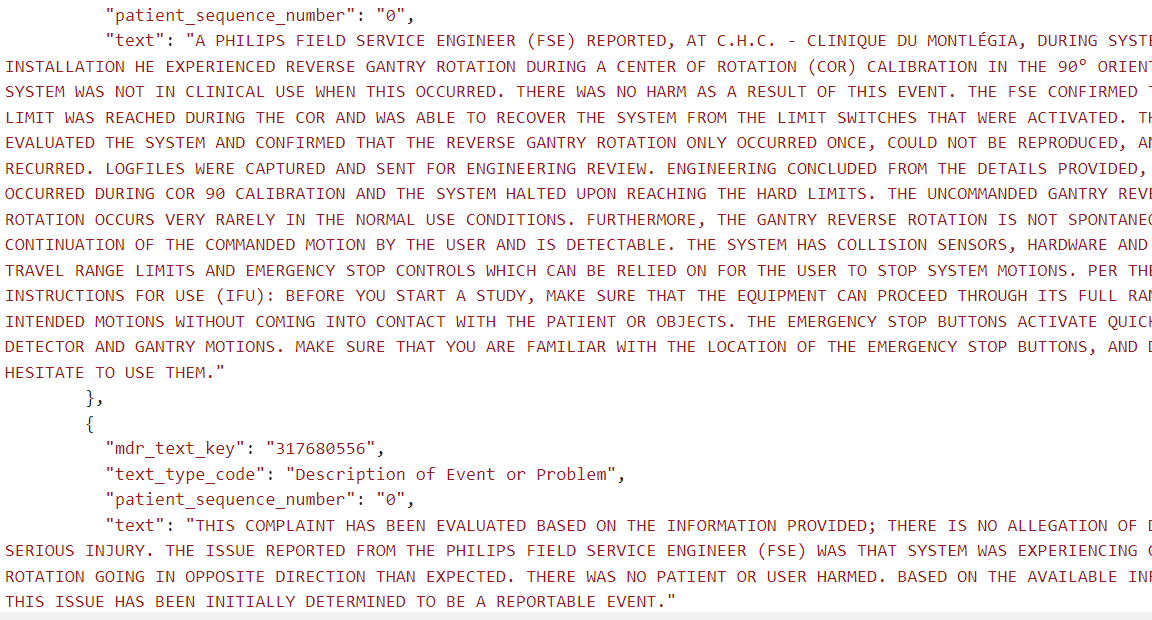 "patient_sequence_number": "0",
"text": "A PHILIPS FIELD SERVICE ENGINEER (FSE) REPORTED, AT C.H.C. - CLINIQUE DU MONTLÉGIA, DURING SYSTE
INSTALLATION HE EXPERIENCED REVERSE GANTRY ROTATION DURING A CENTER OF ROTATION (COR) CALIBRATION IN THE 90° ORIENT
SYSTEM WAS NOT IN CLINICAL USE WHEN THIS OCCURRED. THERE WAS NO HARM AS A RESULT OF THIS EVENT. THE FSE CONFIRMED
LIMIT WAS REACHED DURING THE COR AND WAS ABLE TO RECOVER THE SYSTEM FROM THE LIMIT SWITCHES THAT WERE ACTIVATED. TH
EVALUATED THE SYSTEM AND CONFIRMED THAT THE REVERSE GANTRY ROTATION ONLY OCCURRED ONCE, COULD NOT BE REPRODUCED, AN
RECURRED. LOGFILES WERE CAPTURED AND SENT FOR ENGINEERING REVIEW. ENGINEERING CONCLUDED FROM THE DETAILS PROVIDED,
OCCURRED DURING COR 90 CALIBRATION AND THE SYSTEM HALTED UPON REACHING THE HARD LIMITS. THE UNCOMMANDED GANTRY REVE
ROTATION OCCURS VERY RARELY IN THE NORMAL USE CONDITIONS. FURTHERMORE, THE GANTRY REVERSE ROTATION IS NOT SPONTANEO
CONTINUATION OF THE COMMANDED MOTION BY THE USER AND IS DETECTABLE. THE SYSTEM HAS COLLISION SENSORS, HARDWARE AND
TRAVEL RANGE LIMITS AND EMERGENCY STOP CONTROLS WHICH CAN BE RELIED ON FOR THE USER TO STOP SYSTEM MOTIONS. PER THE
INSTRUCTIONS FOR USE (IFU): BEFORE YOU START A STUDY, MAKE SURE THAT THE EQUIPMENT CAN PROCEED THROUGH ITS FULL RAN
INTENDED MOTIONS WITHOUT COMING INTO CONTACT WITH THE PATIENT OR OBJECTS. THE EMERGENCY STOP BUTTONS ACTIVATE QUICK
DETECTOR AND GANTRY MOTIONS. MAKE SURE THAT YOU ARE FAMILIAR WITH THE LOCATION OF THE EMERGENCY STOP BUTTONS, AND D
HESITATE TO USE THEM."
},
{
"mdr_text_key": "317680556",
"text_type_code": "Description of Event or Problem",
"patient_sequence_number": "0",
"text": "THIS COMPLAINT HAS BEEN EVALUATED BASED ON THE INFORMATION PROVIDED; THERE IS NO ALLEGATION OF D
SERIOUS INJURY. THE ISSUE REPORTED FROM THE PHILIPS FIELD SERVICE ENGINEER (FSE) WAS THAT SYSTEM WAS EXPERIENCING
ROTATION GOING IN OPPOSITE DIRECTION THAN EXPECTED. THERE WAS NO PATIENT OR USER HARMED. BASED ON THE AVAILABLE INF
THIS ISSUE HAS BEEN INITIALLY DETERMINED TO BE A REPORTABLE EVENT."